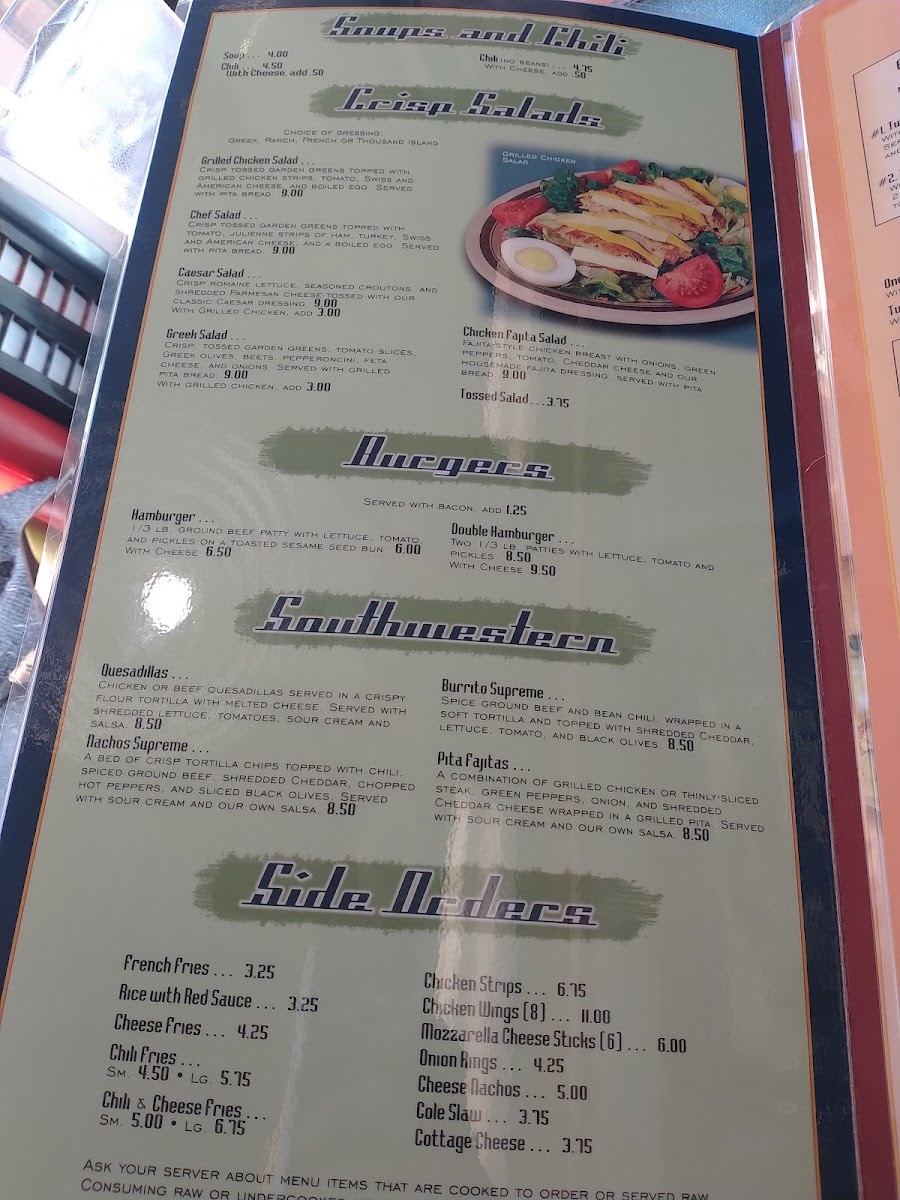 Soups and Chili
Soup ... 4.00
Chili ... 4.50
With Cheese, add .50
Chili (no beans) ... 4.75
With Cheese, add .50
Crisp Salads
Choice of dressing:
Greek, Ranch, French or Thousand Island
Grilled Chicken Salad ...
Crisp tossed garden greens topped with
grilled chicken strips, tomato, Swiss and
American cheese, and boiled egg. Served
with pita bread. 9.00
Chef Salad ...
Crisp tossed garden greens topped with
tomato, julienne strips of ham, turkey, Swiss
and American cheese, and a boiled egg. Served
with pita bread. 9.00
Caesar Salad ...
Crisp romaine lettuce, seasoned croutons, and
shredded Parmesan cheese tossed with our
classic Caesar dressing 9.00
With Grilled Chicken, add 3.00
Greek Salad ...
Crisp, tossed garden greens, tomato slices,
Greek olives, beets, pepperoncini, feta
cheese, and onions. Served with grilled
pita bread. 9.00
With grilled chicken, add 3.00
Grilled Chicken
Salad
Chicken Fajita Salad ...
Fajita-style chicken breast with onions, green
peppers, tomato, Cheddar cheese and our
housemade fajita dressing. served with pita
bread 9.00
Tossed Salad ... 3.75
Burgers
Served with bacon, add 1.25
Hamburger ...
1/3 lb. ground beef patty with lettuce, tomato,
and pickles on a toasted sesame seed bun 6.00
With Cheese 6.50
Double Hamburger ...
Two 1/3 lb. patties with lettuce, tomato and
pickles. 8.50
With Cheese 9.50
Southwestern
Quesadillas ...
Chicken or beef quesadillas served in a crispy
flour tortilla with melted cheese. Served with
shredded lettuce, tomatoes, sour cream and
salsa. 8.50
Nachos Supreme ...
A bed of crisp tortilla chips topped with chili,
spiced ground beef, shredded Cheddar, chopped
hot peppers, and sliced black olives. Served
with sour cream and our own salsa. 8.50
Burrito Supreme ...
Spice ground beef and bean chili, wrapped in a
soft tortilla and topped with shredded Cheddar,
lettuce, tomato, and black olives. 8.50
Pita Fajitas ...
A combination of grilled chicken or thinly-sliced
steak, green peppers, onion, and shredded
Cheddar cheese wrapped in a grilled pita. Served
with sour cream and our own salsa. 8.50
Side Orders
French Fries ... 3.25
Rice with Red Sauce ... 3.25
Cheese Fries ... 4.25
Chili Fries ...
Sm. 4.50 • Lg. 5.75
Chili & Cheese Fries ...
Sm. 5.00 • Lg. 6.75
Chicken Strips ... 6.75
Chicken Wings (8) ... 11.00
Mozzarella Cheese Sticks (6) ... 6.00
Onion Rings ... 4.25
Cheese Nachos ... 5.00
Cole Slaw ... 3.75
Cottage Cheese ... 3.75
Ask your server about menu items that are cooked to order or served raw.
Consuming raw or undercooked
#1.
#2.